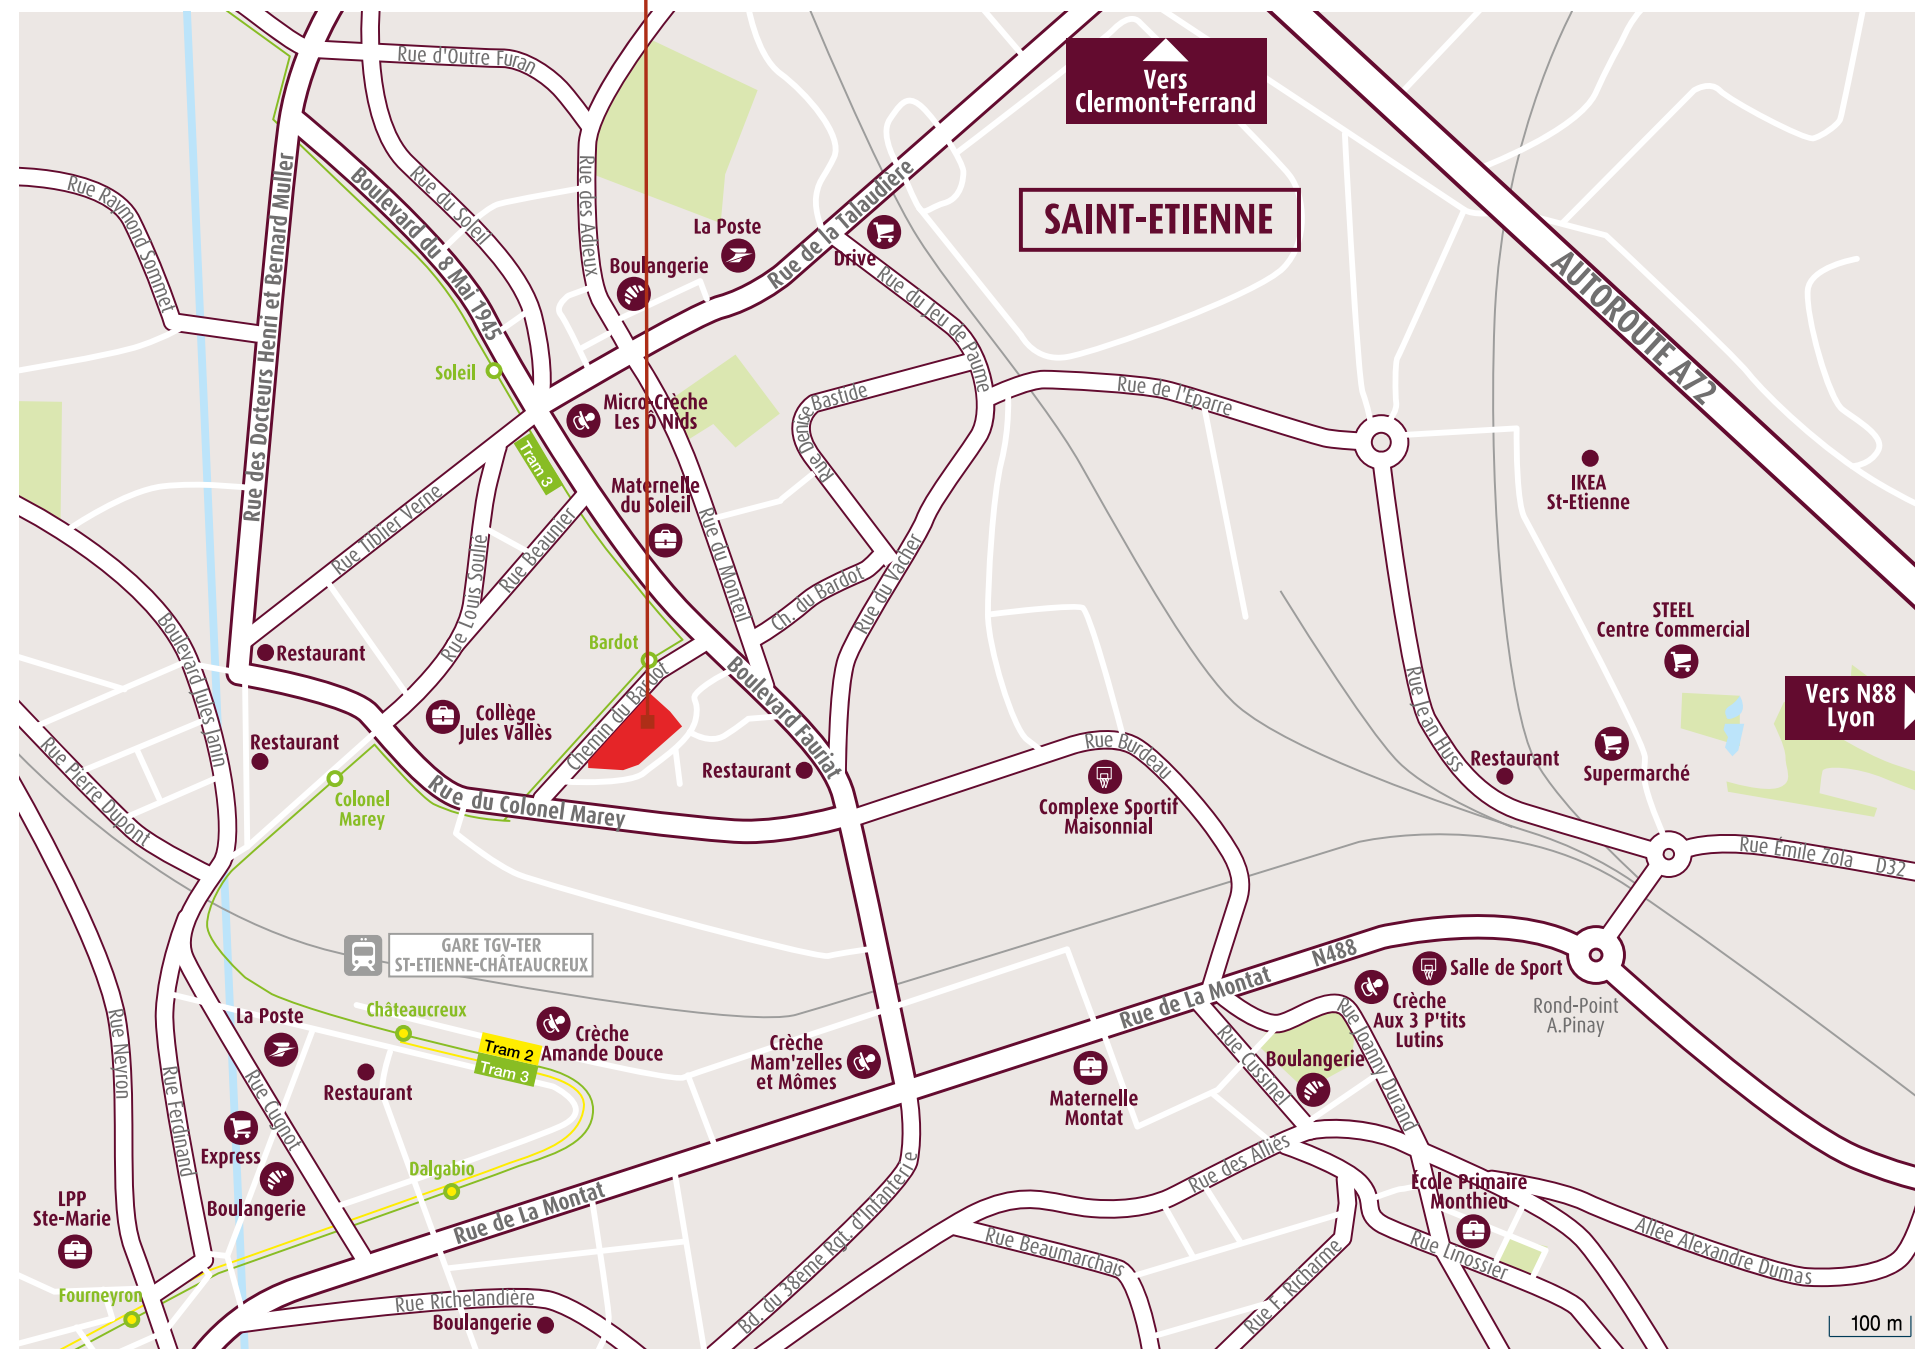 Rue d'Outre Furan
Vers
Clermont-Ferrand
Rue Raymond Sommet
Rue des Docteurs Henri et Bernard Muller
Boulevard du 8 Mai 1945
Rue du Soleil
Rue des Adieux
La Poste
Boulangerie
Rue de la Talaudière
Drive
SAINT-ETIENNE
AUTOROUTE A72
Rue du Jeu de Paume
Soleil
Micro-Crèche
Les Ô Nids
Rue Denise Bastide
Rue de l'Eparre
Tram 3
Maternelle
du Soleil
IKEA
St-Etienne
Rue Tiblier Verne
Rue Louis Soulié
Rue Beaunier
Rue du Monteil
Ch. du Bardot
Rue du Vacher
STEEL
Centre Commercial
Boulevard Jules Janin
Restaurant
Bardot
Chemin du Bardot
Boulevard Fauriat
Rue Jean Huss
Vers N88
Lyon
Collège
Jules Vallès
Restaurant
Restaurant
Rue Burdeau
Restaurant
Supermarché
Rue Pierre Dupont
Colonel
Marey
Rue du Colonel Marey
Complexe Sportif
Maisonnial
Rue Émile Zola
D32
GARE TGV-TER
ST-ETIENNE-CHÂTEAUCREUX
N488
Salle de Sport
Rue de La Montat
Crèche
Aux 3 P'tits
Lutins
Rond-Point
A.Pinay
Rue Neyron
La Poste
Châteaucreux
Tram 2
Tram 3
Crèche
Amande Douce
Crèche
Mam'zelles
et Mômes
Rue Cussinel
Boulangerie
Rue Joanny Durand
Restaurant
Maternelle
Montat
Rue Ferdinand
Rue Cugnot
Express
Dalgabio
Rue des Alliés
École Primaire
Monthieu
LPP
Ste-Marie
Boulangerie
Rue de La Montat
Bd. du 38eme Rgt. d'Infanterie
Rue Beaumarchais
Rue F. Richarme
Rue Linossier
Allée Alexandre Dumas
Fourneyron
Rue Richelandière
Boulangerie
100 m